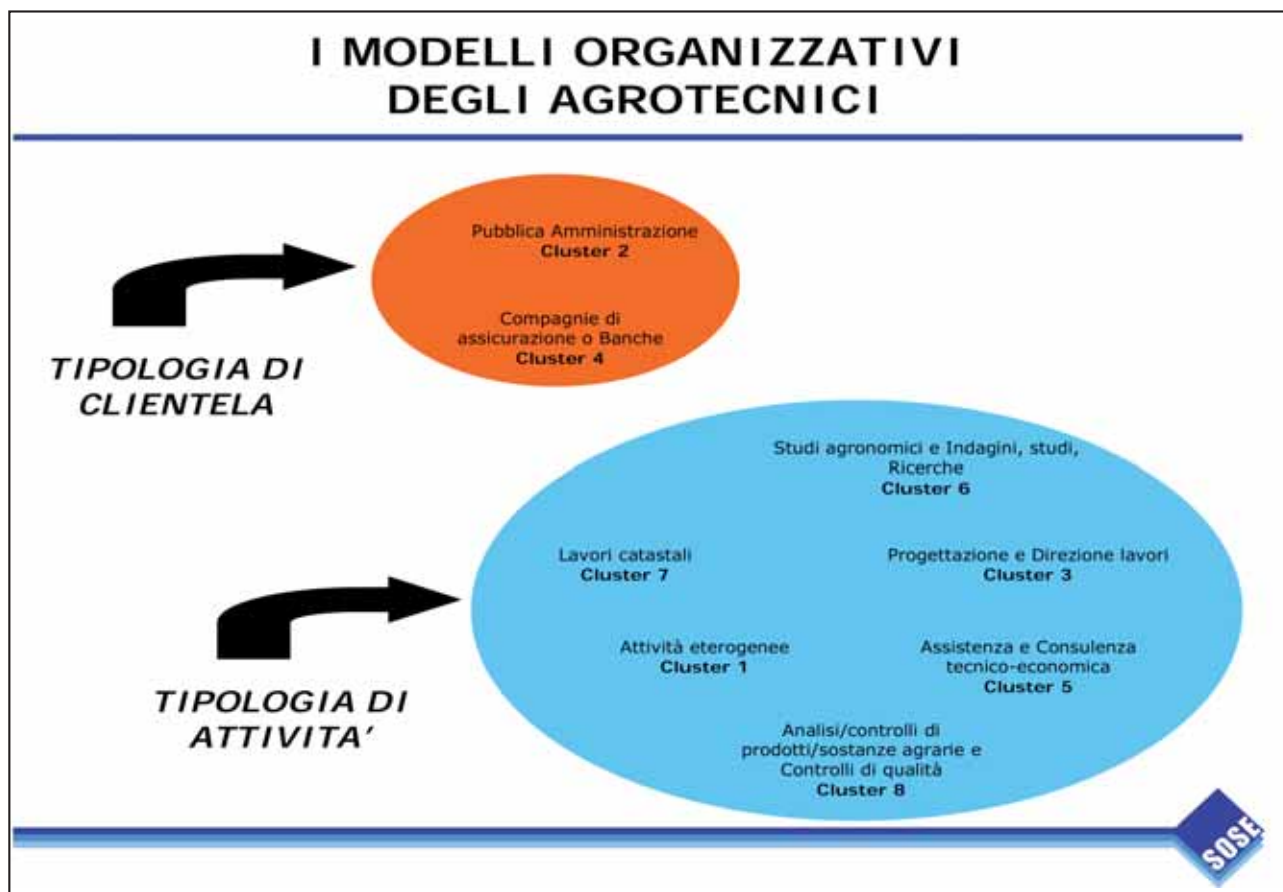 I MODELLI ORGANIZZATIVI
DEGLI AGROTECNICI
Pubblica Amministrazione
Cluster 2
Compagnie di
assicurazione o Banche
Cluster 4
TIPOLOGIA DI
CLIENTELA
Studi agronomici e Indagini, studi,
Ricerche
Cluster 6
Lavori catastali
Cluster 7
Progettazione e Direzione lavori
Cluster 3
Attività eterogenee
Cluster 1
Assistenza e Consulenza
tecnico-economica
Cluster 5
TIPOLOGIA DI
ATTIVITA’
Analisi/controlli di
prodotti/sostanze agrarie e
Controlli di qualità
Cluster 8
SOSE